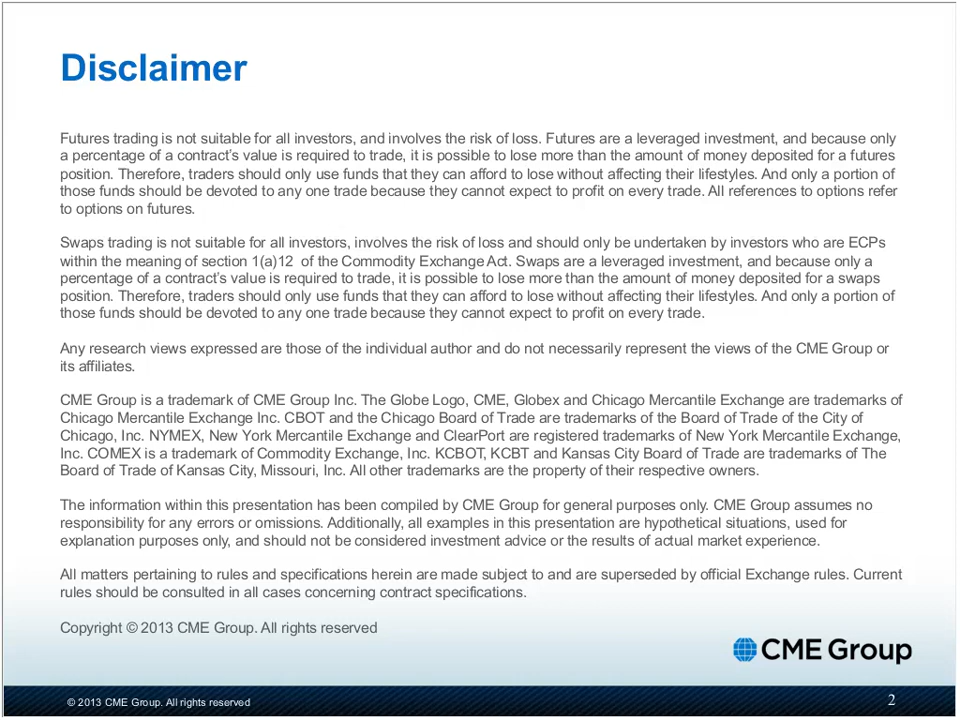 Disclaimer
Futures trading is not suitable for all investors, and involves the risk of loss. Futures are a leveraged investment, and because only
a percentage of a contract’s value is required to trade, it is possible to lose more than the amount of money deposited for a futures
position. Therefore, traders should only use funds that they can afford to lose without affecting their lifestyles. And only a portion of
those funds should be devoted to any one trade because they cannot expect to profit on every trade. All references to options refer
to options on futures.
Swaps trading is not suitable for all investors, involves the risk of loss and should only be undertaken by investors who are ECPs
within the meaning of section 1(a)12 of the Commodity Exchange Act. Swaps are a leveraged investment, and because only a
percentage of a contract’s value is required to trade, it is possible to lose more than the amount of money deposited for a swaps
position. Therefore, traders should only use funds that they can afford to lose without affecting their lifestyles. And only a portion of
those funds should be devoted to any one trade because they cannot expect to profit on every trade.
Any research views expressed are those of the individual author and do not necessarily represent the views of the CME Group or
its affiliates.
CME Group is a trademark of CME Group Inc. The Globe Logo, CME, Globex and Chicago Mercantile Exchange are trademarks of
Chicago Mercantile Exchange Inc. CBOT and the Chicago Board of Trade are trademarks of the Board of Trade of the City of
Chicago, Inc. NYMEX, New York Mercantile Exchange and ClearPort are registered trademarks of New York Mercantile Exchange,
Inc. COMEX is a trademark of Commodity Exchange, Inc. KCBOT, KCBT and Kansas City Board of Trade are trademarks of The
Board of Trade of Kansas City, Missouri, Inc. All other trademarks are the property of their respective owners.
The information within this presentation has been compiled by CME Group for general purposes only. CME Group assumes no
responsibility for any errors or omissions. Additionally, all examples in this presentation are hypothetical situations, used for
explanation purposes only, and should not be considered investment advice or the results of actual market experience.
All matters pertaining to rules and specifications herein are made subject to and are superseded by official Exchange rules. Current
rules should be consulted in all cases concerning contract specifications.
Copyright © 2013 CME Group. All rights reserved
CME Group
© 2013 CME Group. All rights reserved
2